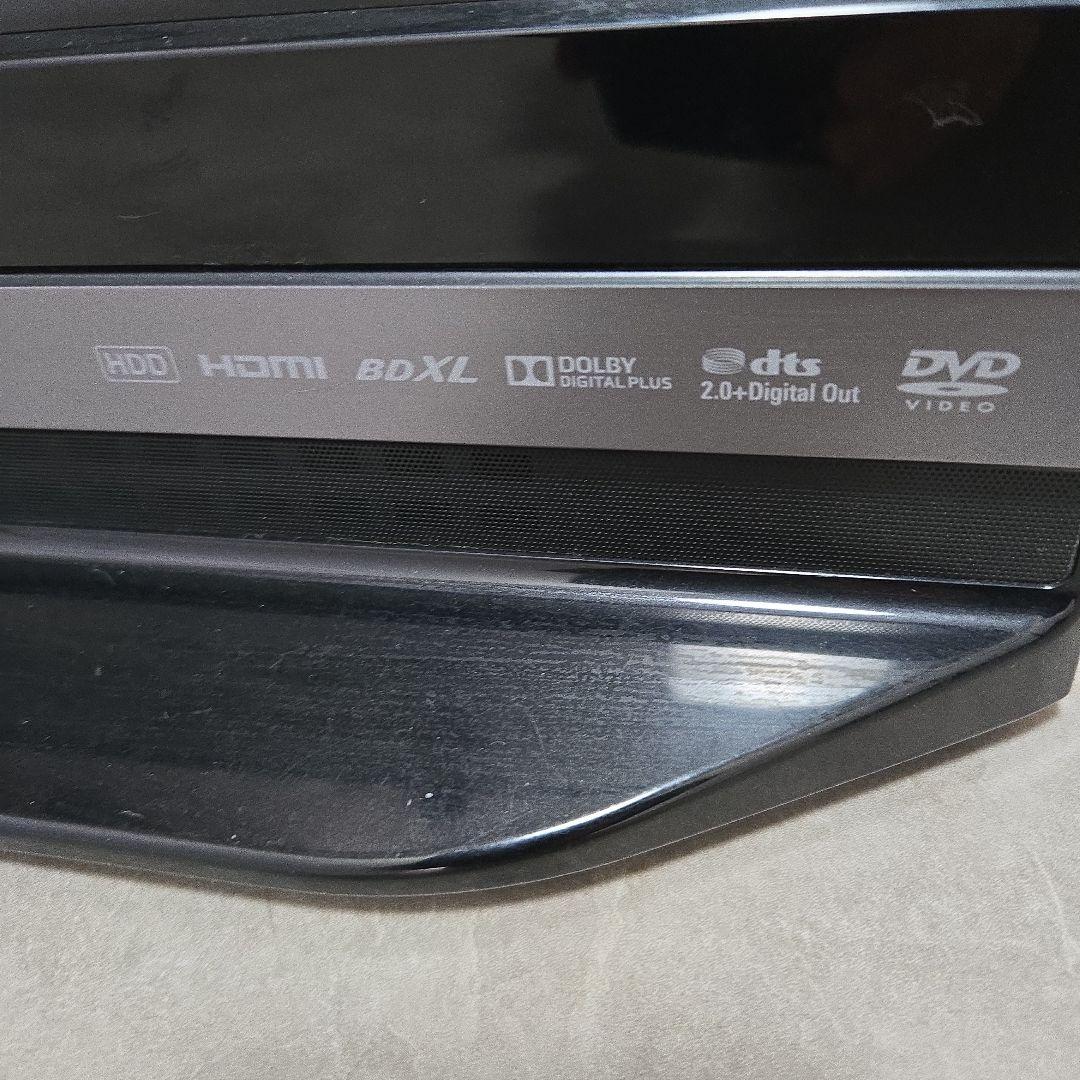 HDD HDMI BDXL DOLBY dts DVD
DIGITAL PLUS 2.0+Digital Out VIDEO